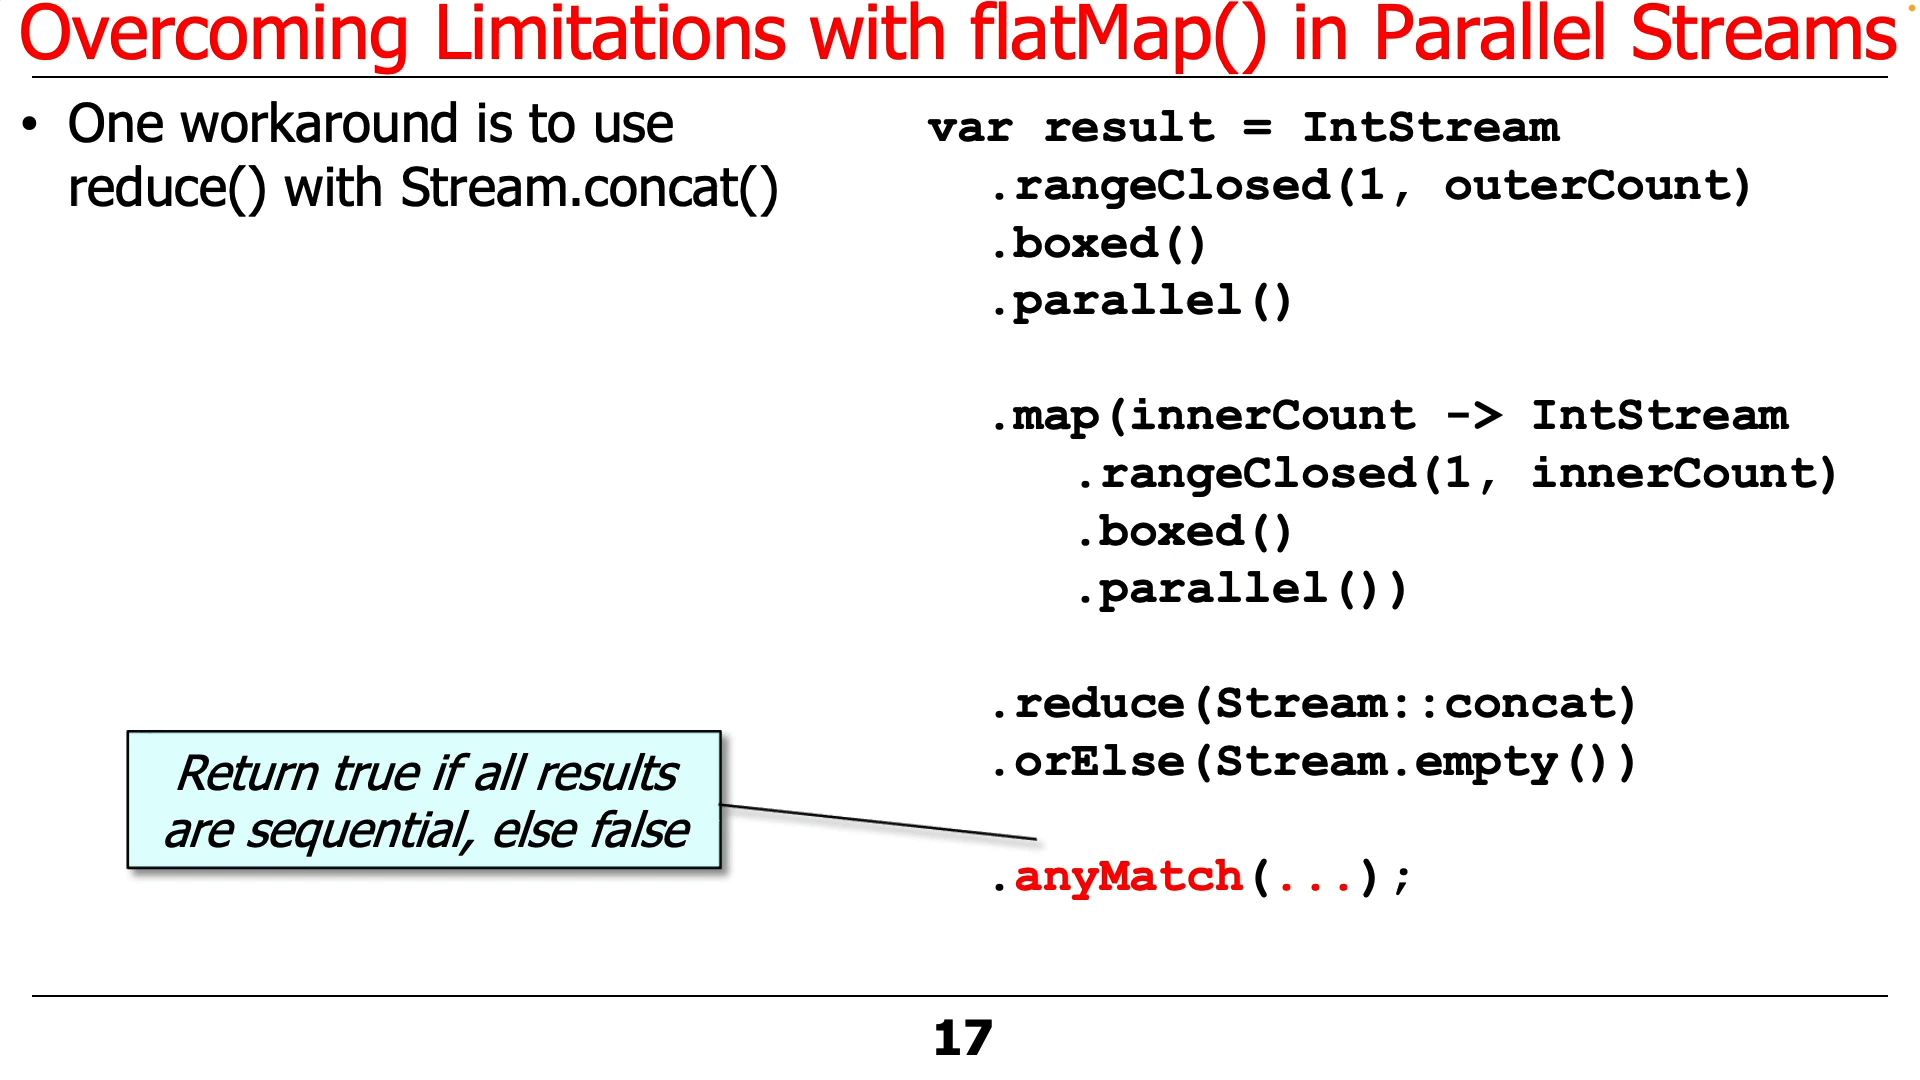 Overcoming Limitations with flatMap() in Parallel Streams
• One workaround is to use
reduce() with Stream.concat()
var result = IntStream
.rangeClosed(1, outerCount)
.boxed()
.parallel()
.map(innerCount -> IntStream
.rangeClosed(1, innerCount)
.boxed()
.parallel())
.reduce(Stream::concat)
.orElse(Stream.empty())
.anyMatch(...);
Return true if all results
are sequential, else false
17